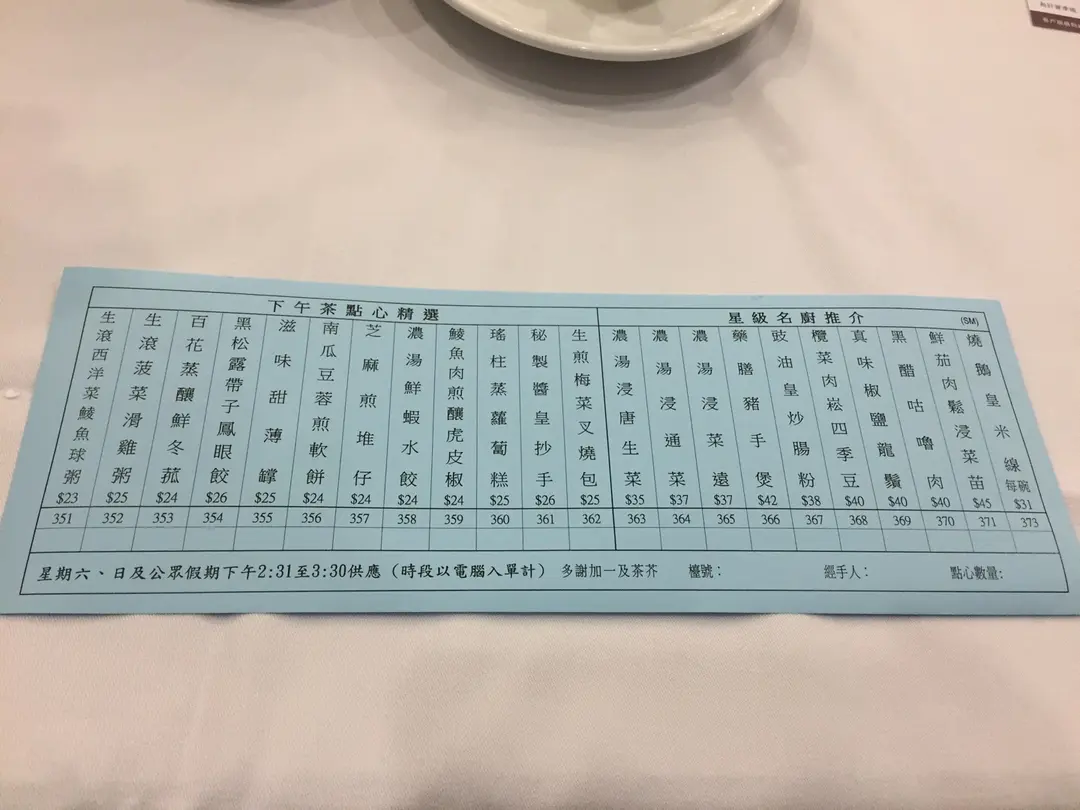 下午茶點心精選
生滾西洋菜鯪魚球粥
$23
351
生滾菠菜滑雞粥
$25
352
百花蒸釀鮮冬菰
$24
353
黑松露帶子鳳眼餃
$26
354
滋味甜薄罉
$25
355
南瓜豆蓉煎軟餅
$24
356
芝麻煎堆仔
$24
357
濃湯鮮蝦水餃
$24
358
鯪魚肉煎釀虎皮椒
$24
359
瑤柱蒸蘿蔔糕
$25
360
秘製醬皇抄手
$26
361
生煎梅菜叉燒包
$25
362
星級名廚推介
(SM)
濃湯浸唐生菜
$35
363
濃湯浸通菜
$37
364
濃湯浸菜遠
$37
365
藥膳豬手煲
$42
366
豉油皇炒腸粉
$38
367
欖菜肉崧四季豆
$40
368
真味椒鹽龍鬚
$40
369
黑醋咕嚕肉
$40
370
鮮茄肉鬆浸菜苗
$45
371
燒鵝皇米線
每碗
$31
373
星期六、日及公眾假期下午2:31至3:30供應（時段以電腦入單計） 多謝加一及茶芥 檯號： 經手人： 點心數量: